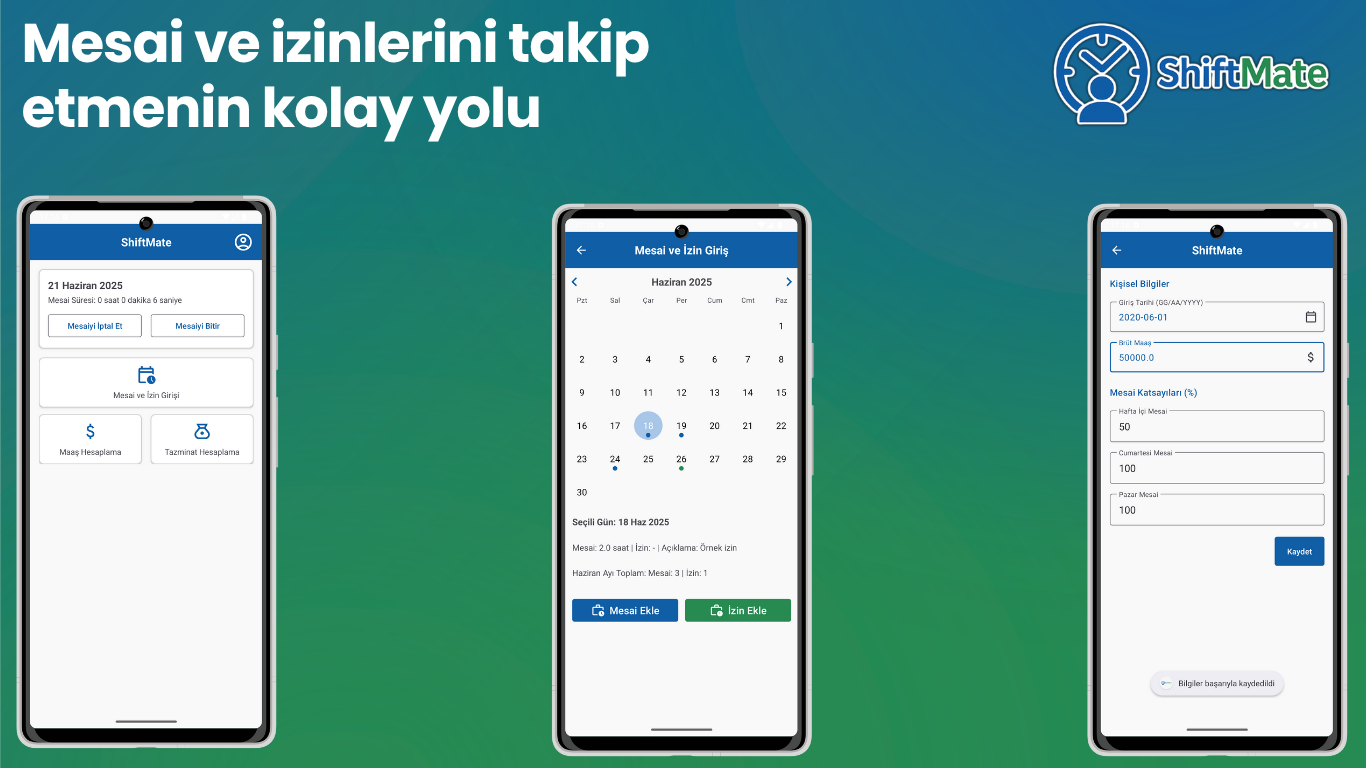 Mesai ve izinlerini takip
etmenin kolay yolu
ShiftMate
ShiftMate
21 Haziran 2025
Mesai Süresi: 0 saat 0 dakika 6 saniye
Mesaiyi İptal Et
Mesaiyi Bitir
Mesai ve İzin Girişi
Maaş Hesaplama
Tazminat Hesaplama
Mesai ve İzin Giriş
Haziran 2025
Pzt Sal Çar Per Cum Cmt Paz
1
2 3 4 5 6 7 8
9 10 11 12 13 14 15
16 17 18 19 20 21 22
23 24 25 26 27 28 29
30
Seçili Gün: 18 Haz 2025
Mesai: 2.0 saat | İzin: - | Açıklama: Örnek izin
Haziran Ayı Toplam: Mesai: 3 | İzin: 1
Mesai Ekle
İzin Ekle
ShiftMate
Kişisel Bilgiler
Giriş Tarihi (GG/AA/YYYY)
2020-06-01
Brüt Maaş
50000.0
Mesai Katsayıları (%)
Hafta İçi Mesai
50
Cumartesi Mesai
100
Pazar Mesai
100
Kaydet
Bilgiler başarıyla kaydedildi